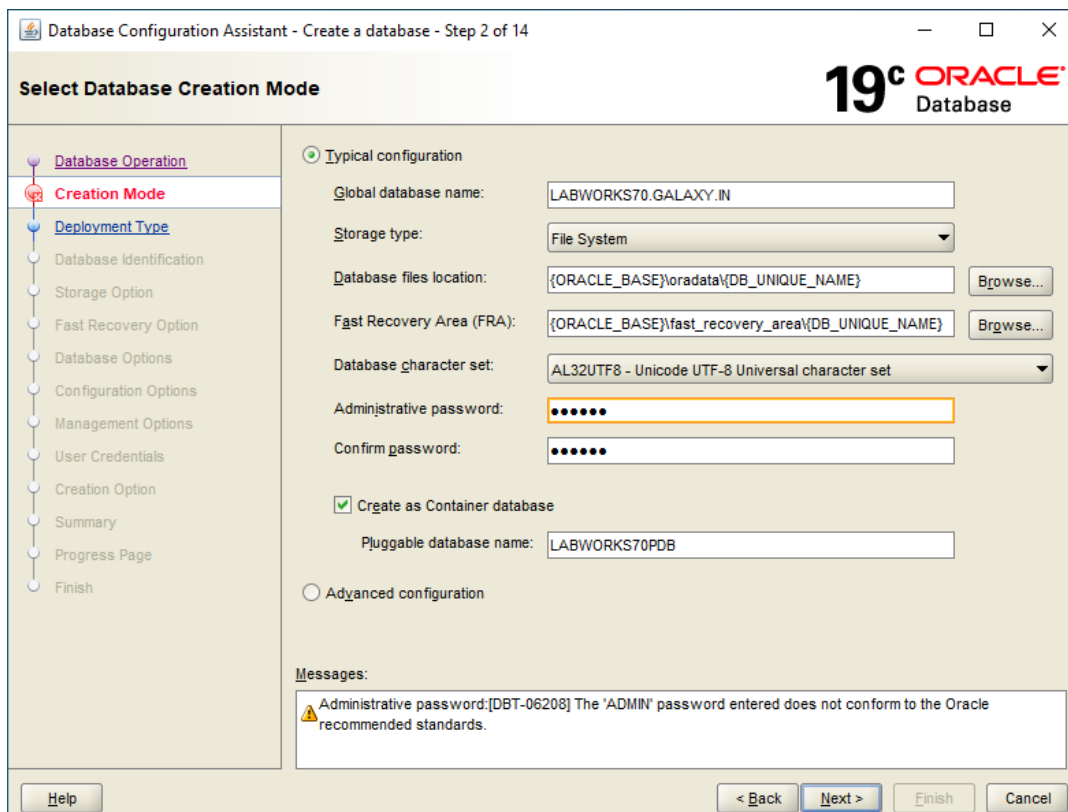 Database Configuration Assistant - Create a database - Step 2 of 14
Select Database Creation Mode
19c ORACLE
Database
Database Operation
Creation Mode
Deployment Type
Database Identification
Storage Option
Fast Recovery Option
Database Options
Configuration Options
Management Options
User Credentials
Creation Option
Summary
Progress Page
Finish
Typical configuration
Global database name: LABWORKS70.GALAXY.IN
Storage type: File System
Database files location: {ORACLE_BASE}\oradata\{DB_UNIQUE_NAME} Browse...
Fast Recovery Area (FRA): {ORACLE_BASE}\fast_recovery_area\{DB_UNIQUE_NAME} Browse...
Database character set: AL32UTF8 - Unicode UTF-8 Universal character set
Administrative password: ••••••
Confirm password: ••••••
Create as Container database
Pluggable database name: LABWORKS70PDB
Advanced configuration
Messages:
Administrative password:[DBT-06208] The 'ADMIN' password entered does not conform to the Oracle
recommended standards.
Help < Back Next > Finish Cancel